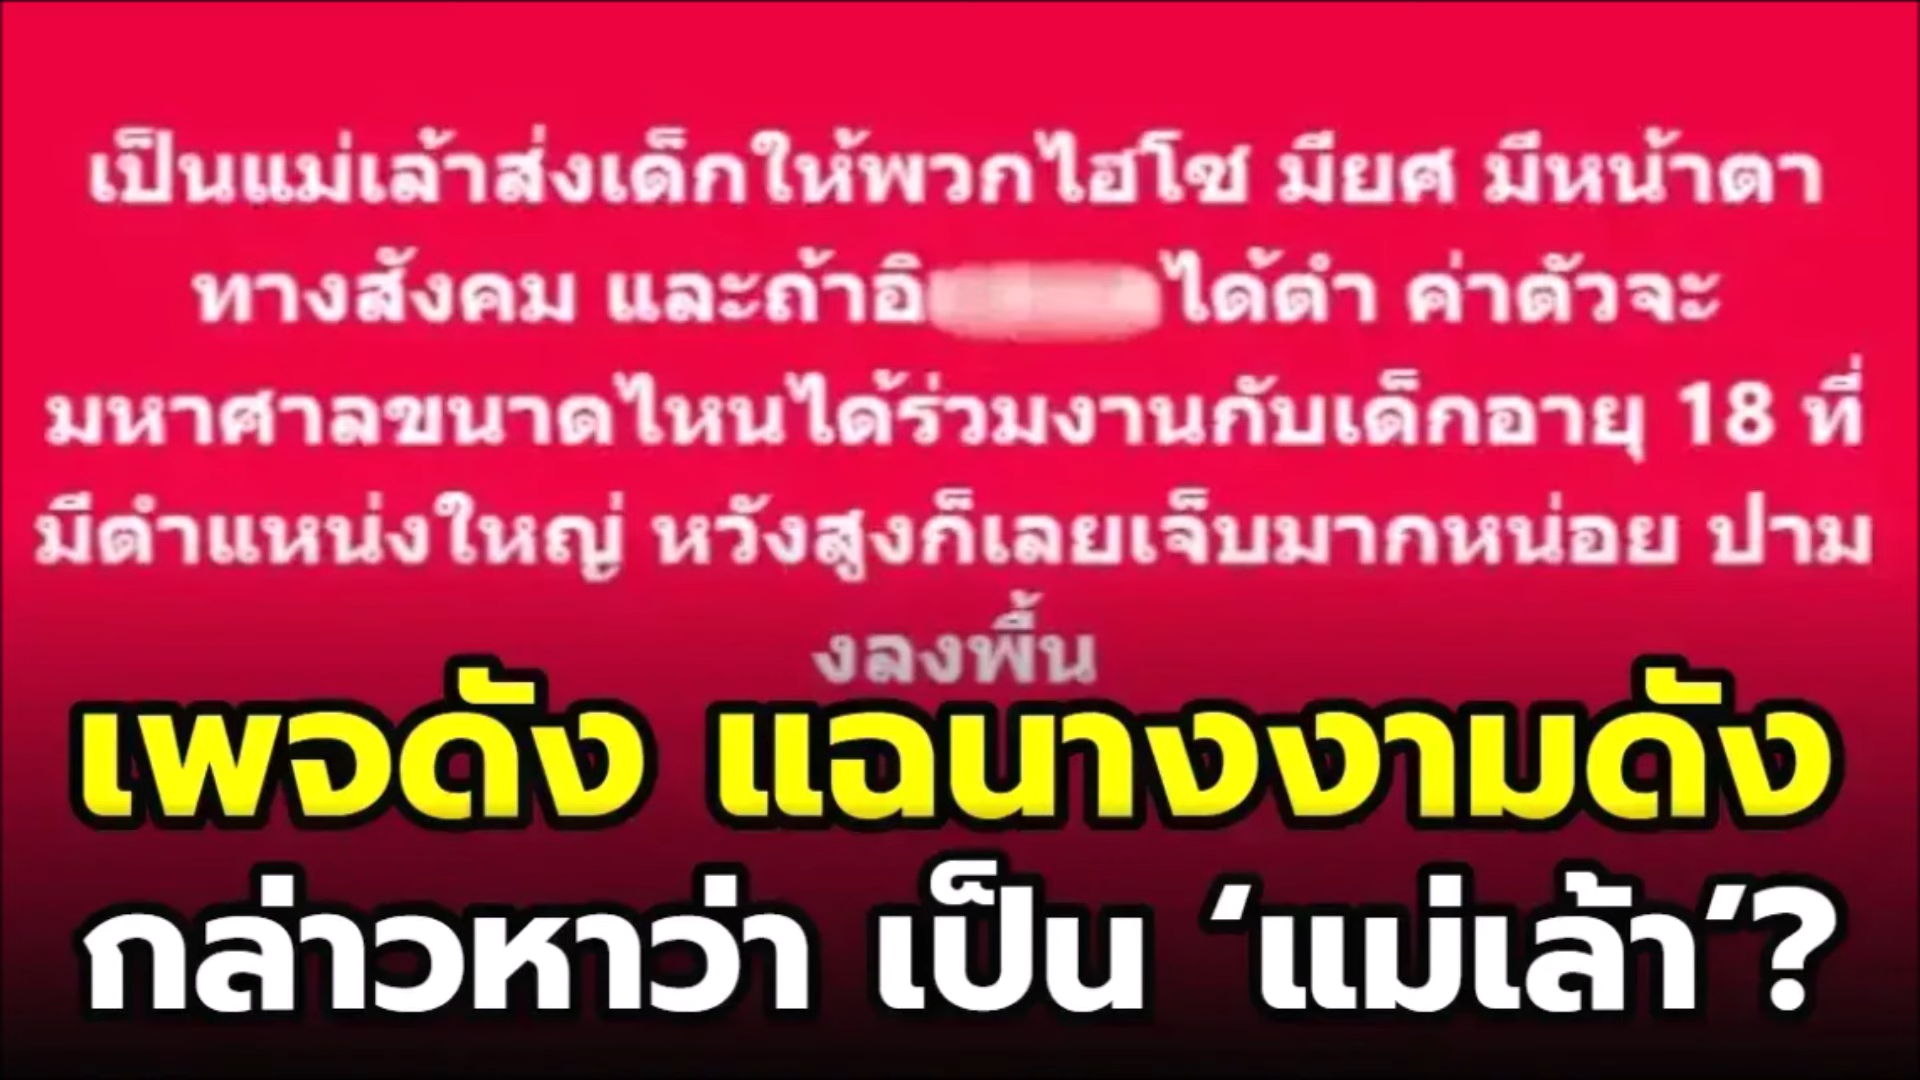 เป็นแม่เล้าส่งเด็กให้พวกไฮโซ มียศ มีหน้าตา
ทางสังคม และถ้าอิ ได้ดำ ค่าตัวจะ
มหาศาลขนาดไหนได้ร่วมงานกับเด็กอายุ 18 ที่
มีตำแหน่งใหญ่ หวังสูงก็เลยเจ็บมากหน่อย ปาม
งลงพื้น
เพจดัง แฉนางงามดัง
กล่าวหาว่า เป็น ‘แม่เล้า’?